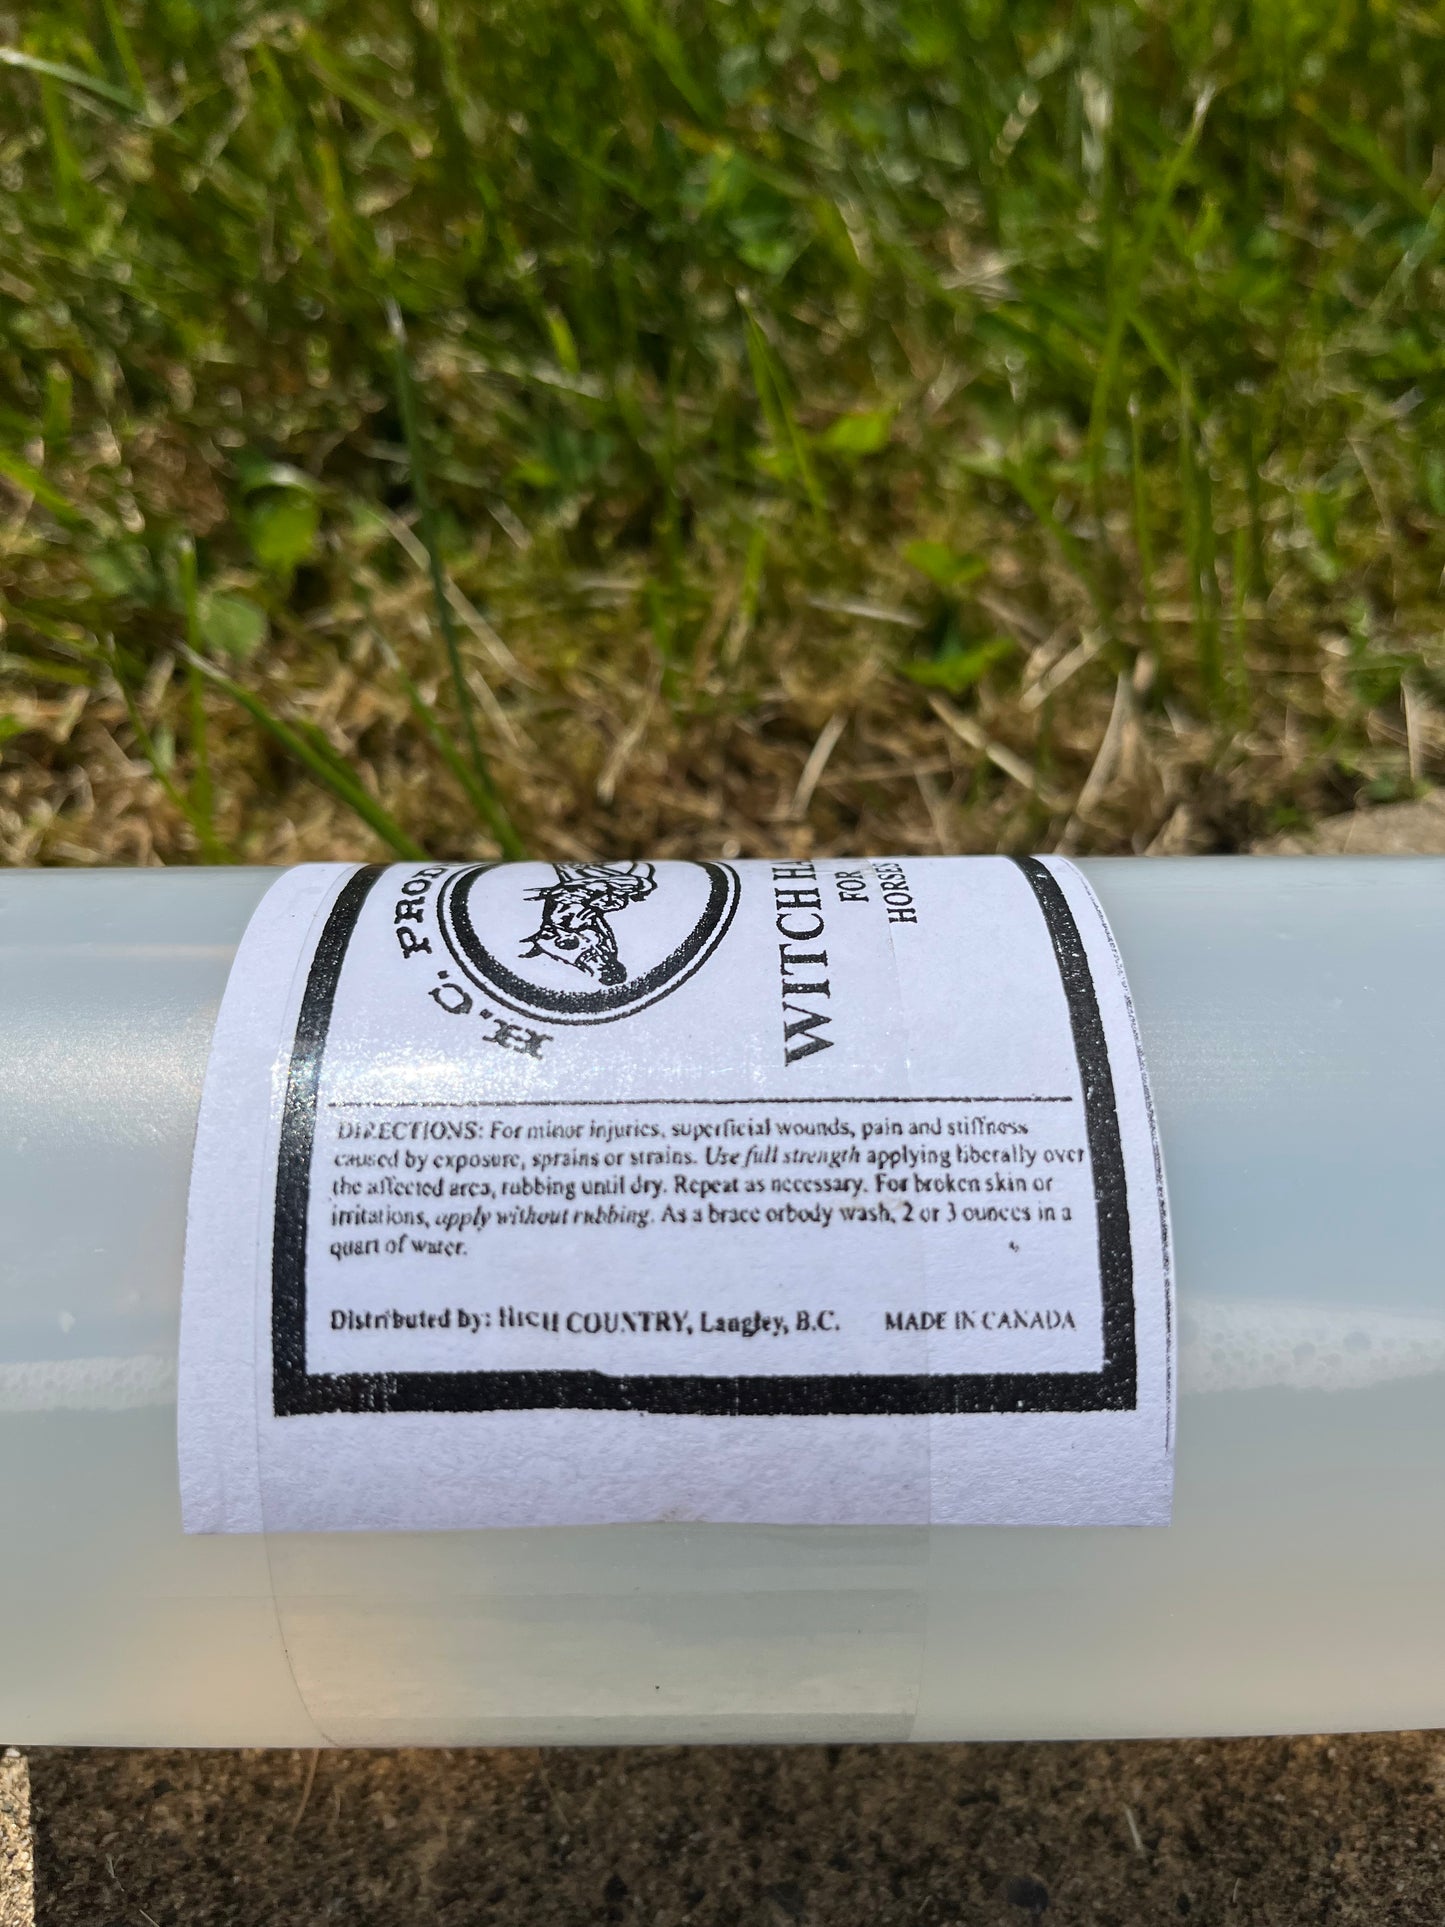 H.C. PROD
WITCH HA
FOR
HORSES
DIRECTIONS: For minor injuries, superficial wounds, pain and stiffness
caused by exposure, sprains or strains. Use full strength applying liberally over
the affected area, rubbing until dry. Repeat as necessary. For broken skin or
irritations, apply without rubbing. As a brace orbody wash, 2 or 3 ounces in a
quart of water.
Distributed by: HIGH COUNTRY, Langley, B.C. MADE IN CANADA